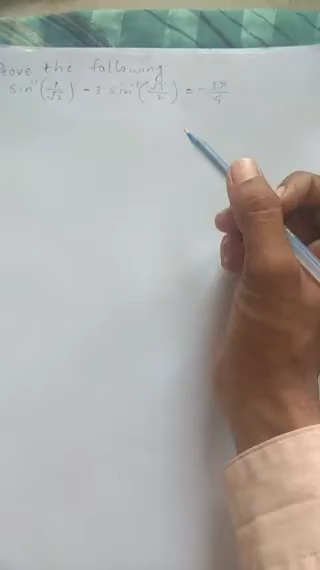 Prove the following
sin⁻¹(1/√2) - 3 sin⁻¹(√3/2) = - 3π/4